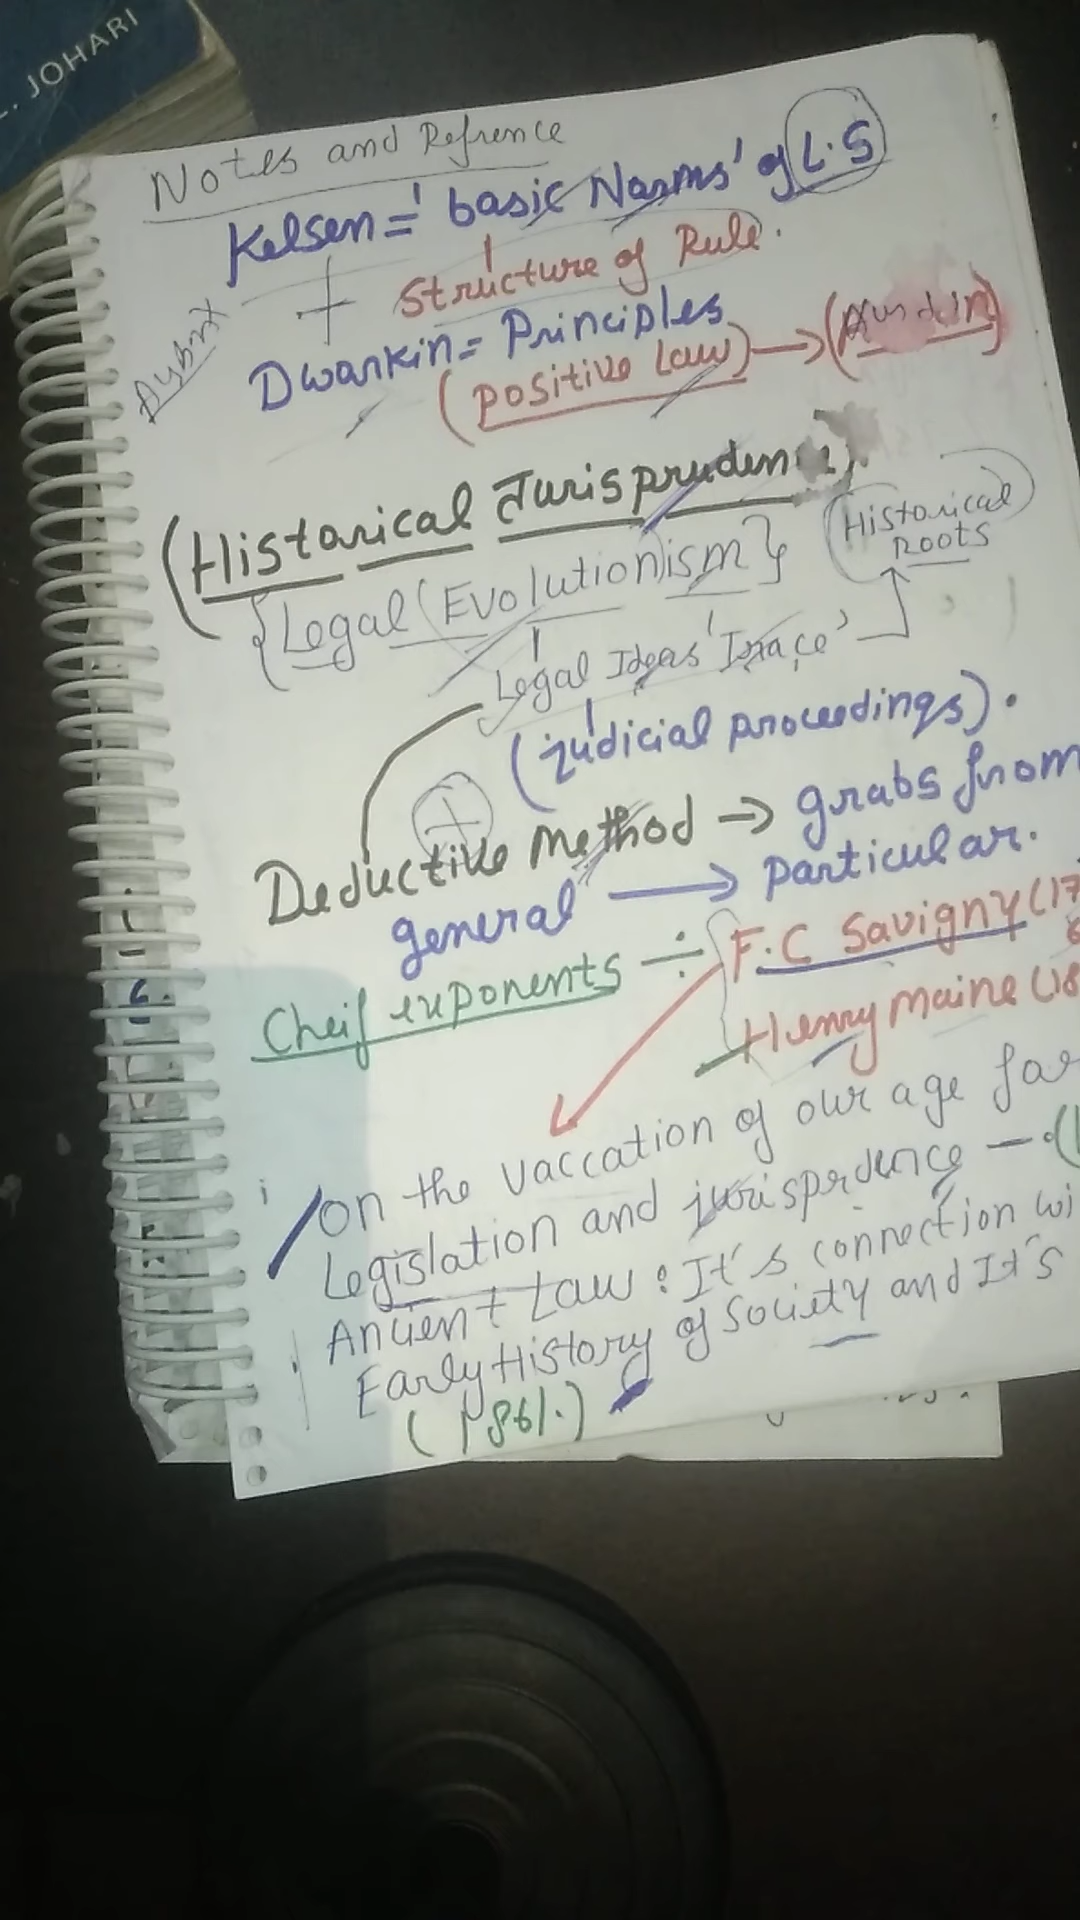 L. JOHARI
Notes and Refrence
Kelsen = 'basic Norms' of L.S
Structure of Rule.
Dwarkin = Principles
(positive Law) → (Austin)
(Historical Jurisprudence).
{Legal (Evolutionism}
(Historical Roots)
Legal Ideas 'Trace'
(judicial proceedings).
Deductive Method → grabs from
general → particular.
Cheif exponents ÷ F.C Savigny (17
Henry Maine (18
i on the vaccation of our age for
Legislation and jurisprdence —
Ancient Law : It's connection wi
Early History of Society and It's
(1861.)